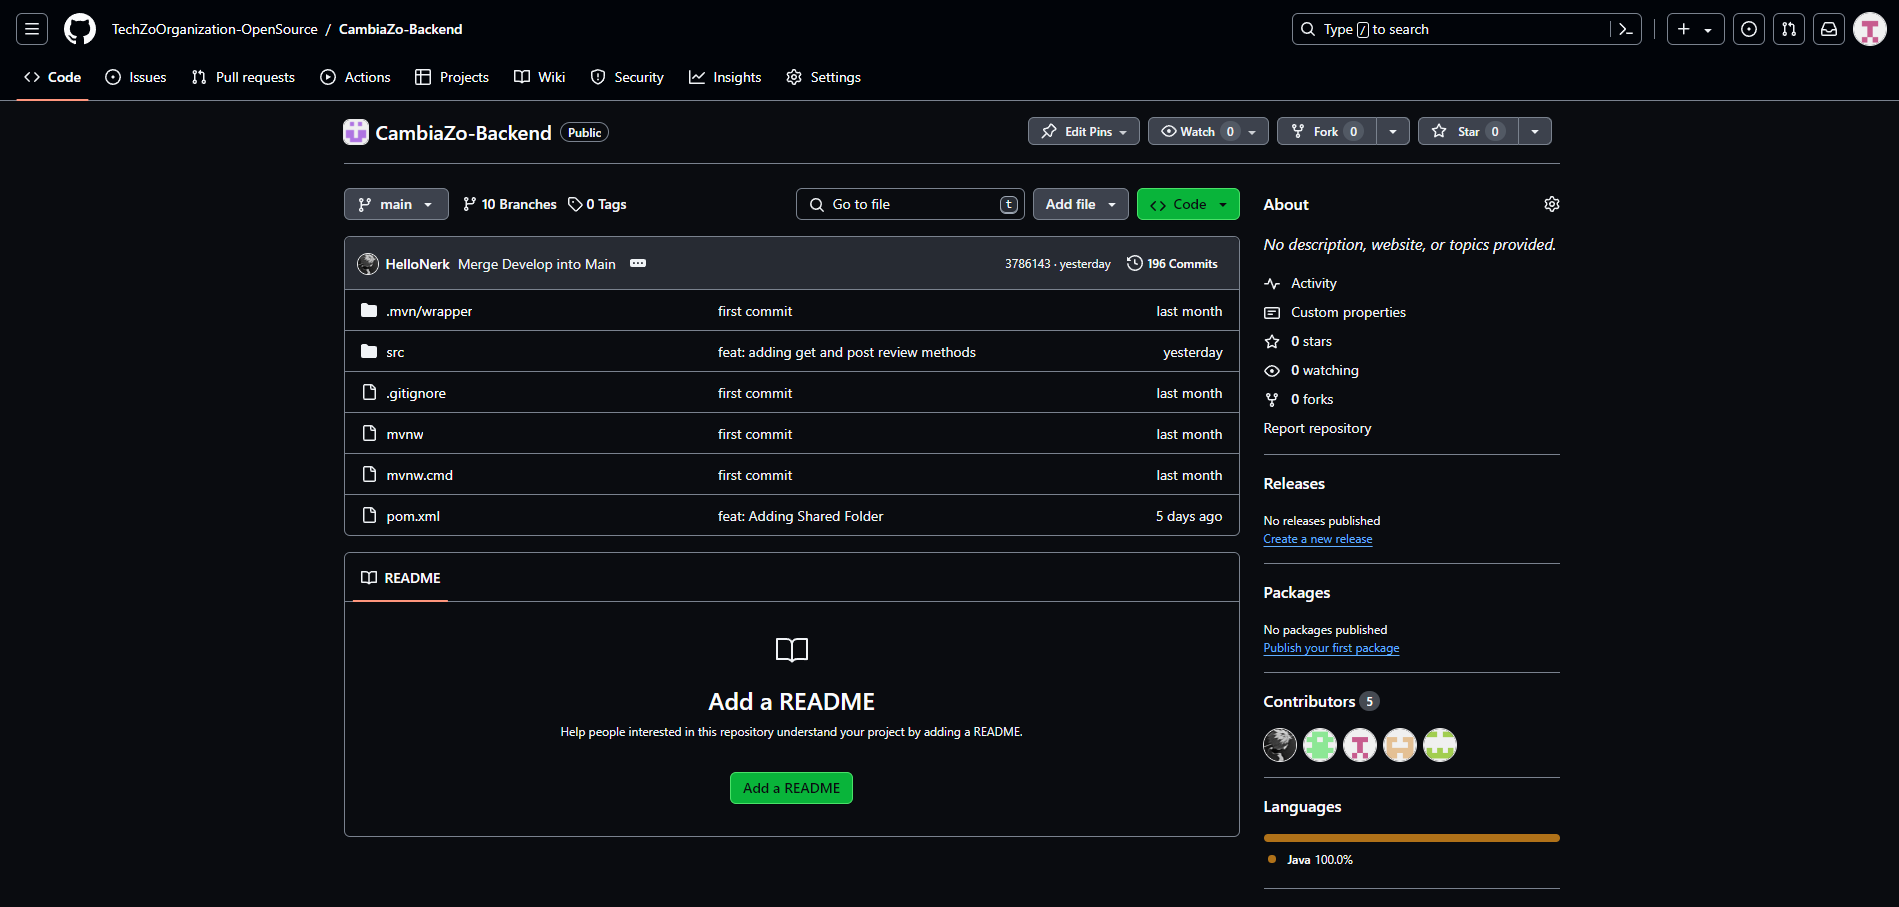 TechZoOrganization-OpenSource / CambiaZo-Backend
Type / to search
Code Issues Pull requests Actions Projects Wiki Security Insights Settings
CambiaZo-Backend Public
Edit Pins Watch 0 Fork 0 Star 0
main 10 Branches 0 Tags
Go to file t Add file Code
HelloNerk Merge Develop into Main 3786143 · yesterday 196 Commits
.mvn/wrapper first commit last month
src feat: adding get and post review methods yesterday
.gitignore first commit last month
mvnw first commit last month
mvnw.cmd first commit last month
pom.xml feat: Adding Shared Folder 5 days ago
README
Add a README
Help people interested in this repository understand your project by adding a README.
Add a README
About
No description, website, or topics provided.
Activity
Custom properties
0 stars
0 watching
0 forks
Report repository
Releases
No releases published
Create a new release
Packages
No packages published
Publish your first package
Contributors 5
Languages
Java 100.0%